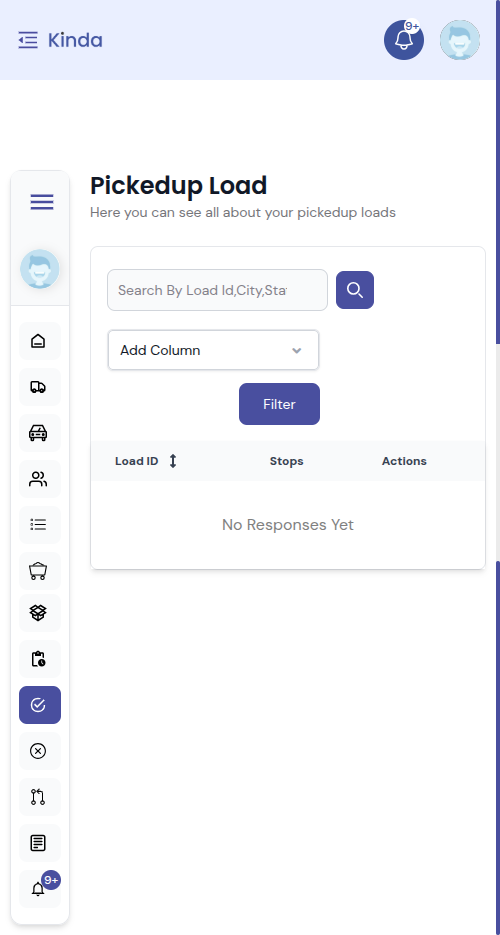 Kinda
9+
Pickedup Load
Here you can see all about your pickedup loads
Search By Load Id,City,Sta
Add Column
Filter
Load ID Stops Actions
No Responses Yet
9+